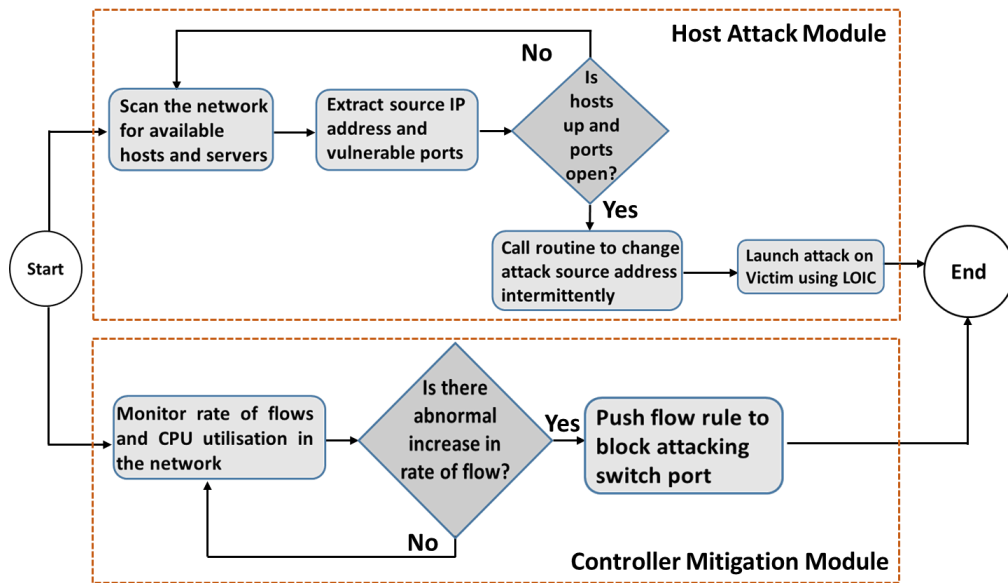 Host Attack Module
No
Scan the network
for available
hosts and servers
Extract source IP
address and
vulnerable ports
Is
hosts
up and
ports
open?
Yes
Call routine to change
attack source address
intermittently
Launch attack on
Victim using LOIC
Start
End
Monitor rate of flows
and CPU utilisation in
the network
Is there
abnormal
increase in
rate of flow?
Yes
Push flow rule to
block attacking
switch port
No
Controller Mitigation Module